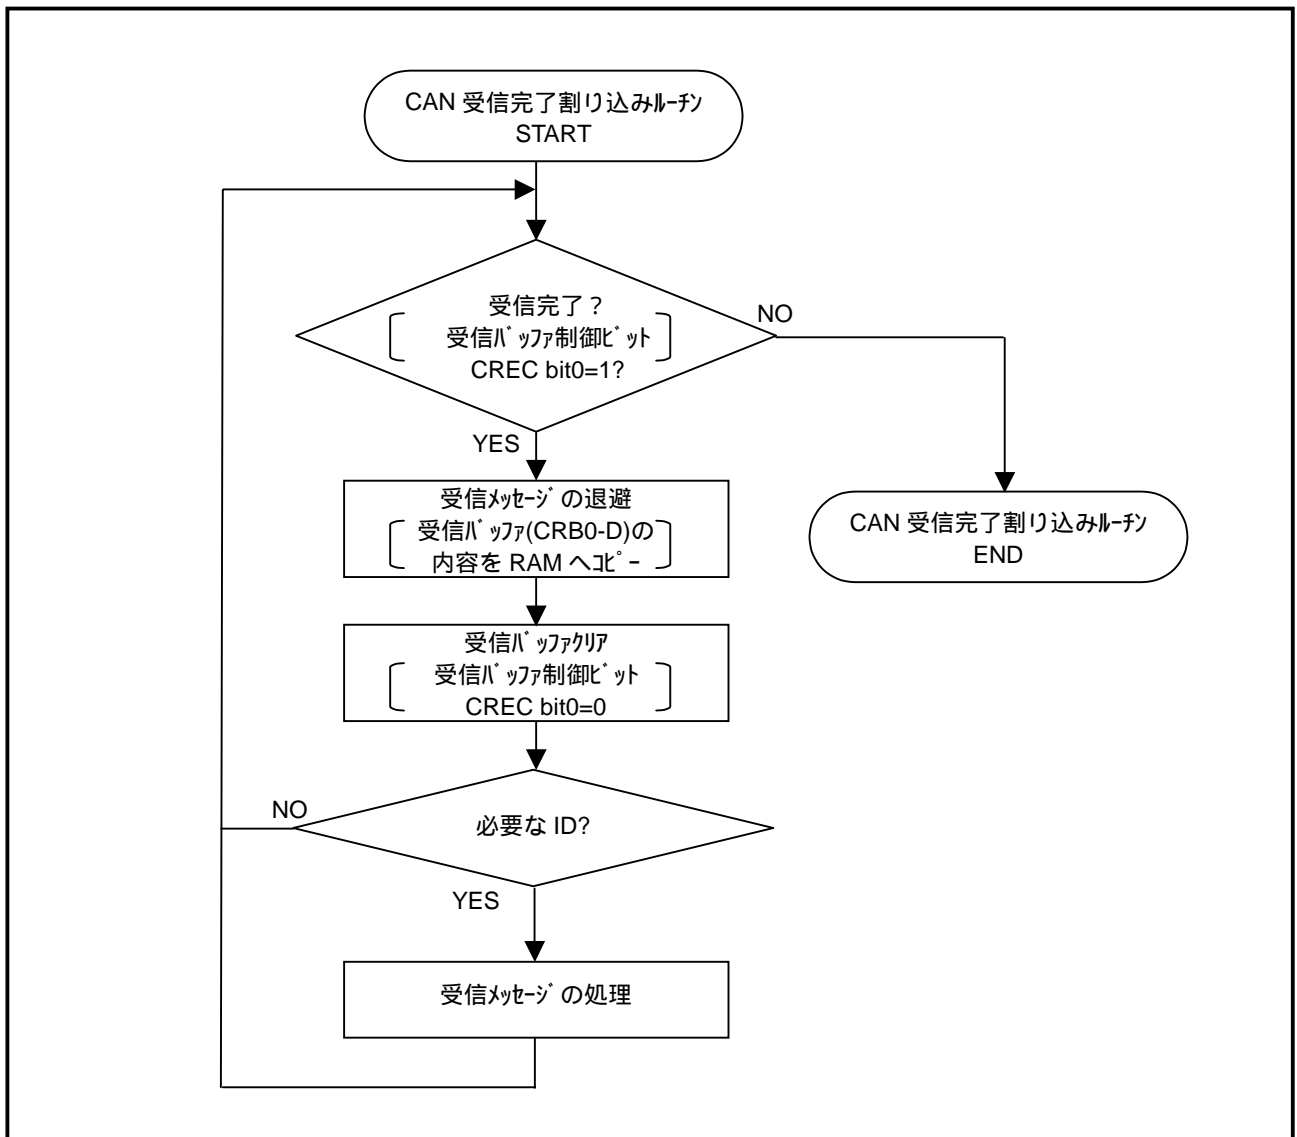 CAN 受信完了割り込みﾙｰﾁﾝ
START
受信完了？
NO
受信ﾊﾞｯﾌｧ制御ﾋﾞｯﾄ
CREC bit0=1?
YES
受信ﾒｯｾｰｼﾞの退避
受信ﾊﾞｯﾌｧ(CRB0-D)の
内容を RAM へｺﾋﾟｰ
CAN 受信完了割り込みﾙｰﾁﾝ
END
受信ﾊﾞｯﾌｧｸﾘｱ
受信ﾊﾞｯﾌｧ制御ﾋﾞｯﾄ
CREC bit0=0
NO
必要な ID?
YES
受信ﾒｯｾｰｼﾞの処理